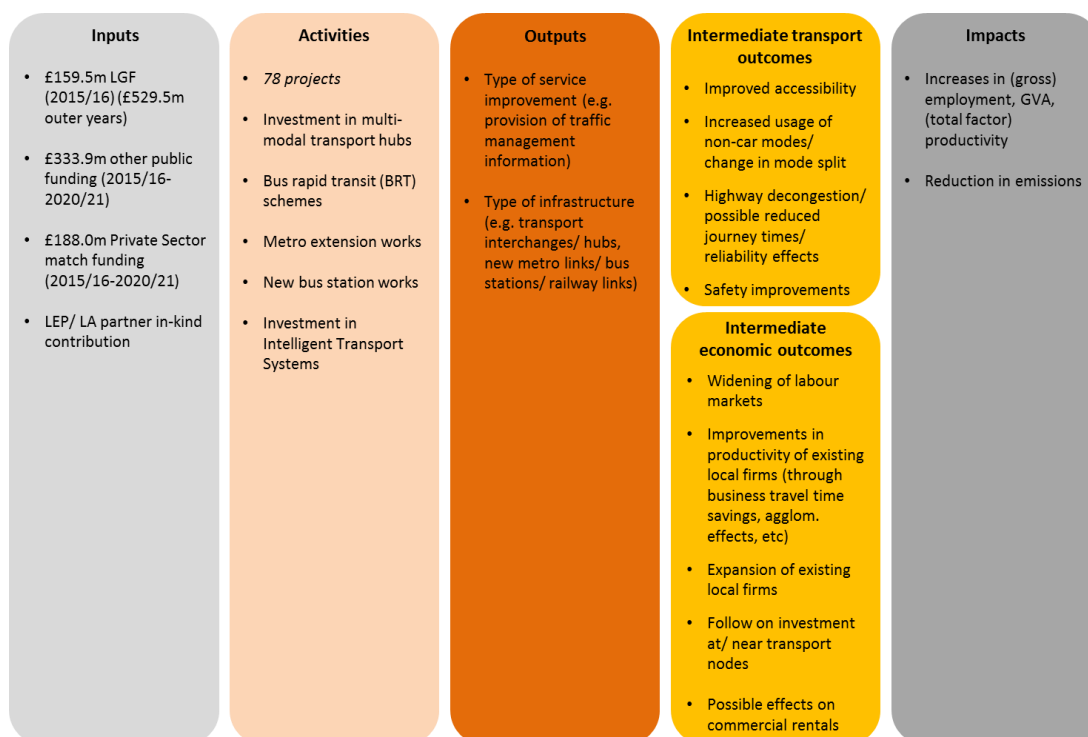 Inputs
• £159.5m LGF
(2015/16) (£529.5m
outer years)
• £333.9m other public
funding (2015/16-
2020/21)
• £188.0m Private Sector
match funding
(2015/16-2020/21)
• LEP/ LA partner in-kind
contribution
Activities
• 78 projects
• Investment in multi-
modal transport hubs
• Bus rapid transit (BRT)
schemes
• Metro extension works
• New bus station works
• Investment in
Intelligent Transport
Systems
Outputs
• Type of service
improvement (e.g.
provision of traffic
management
information)
• Type of infrastructure
(e.g. transport
interchanges/ hubs,
new metro links/ bus
stations/ railway links)
Intermediate transport
outcomes
• Improved accessibility
• Increased usage of
non-car modes/
change in mode split
• Highway decongestion/
possible reduced
journey times/
reliability effects
• Safety improvements
Intermediate
economic outcomes
• Widening of labour
markets
• Improvements in
productivity of existing
local firms (through
business travel time
savings, agglom.
effects, etc)
• Expansion of existing
local firms
• Follow on investment
at/ near transport
nodes
• Possible effects on
commercial rentals
Impacts
• Increases in (gross)
employment, GVA,
(total factor)
productivity
• Reduction in emissions